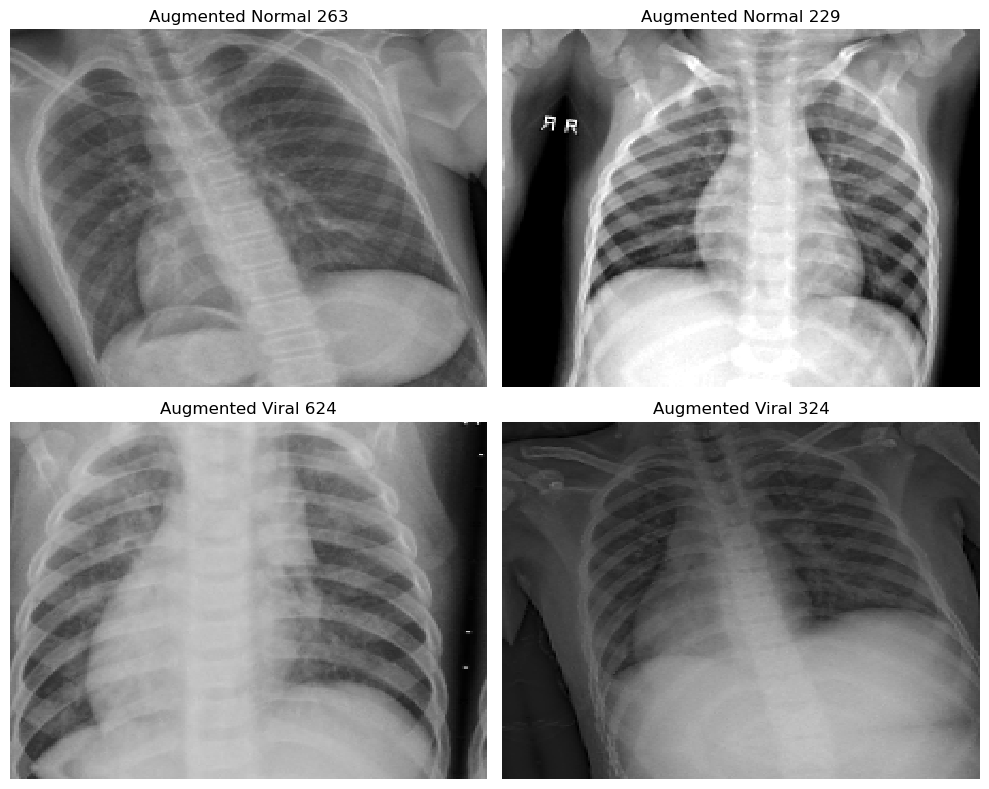 Augmented Normal 263
Augmented Normal 229
R R
Augmented Viral 624
Augmented Viral 324